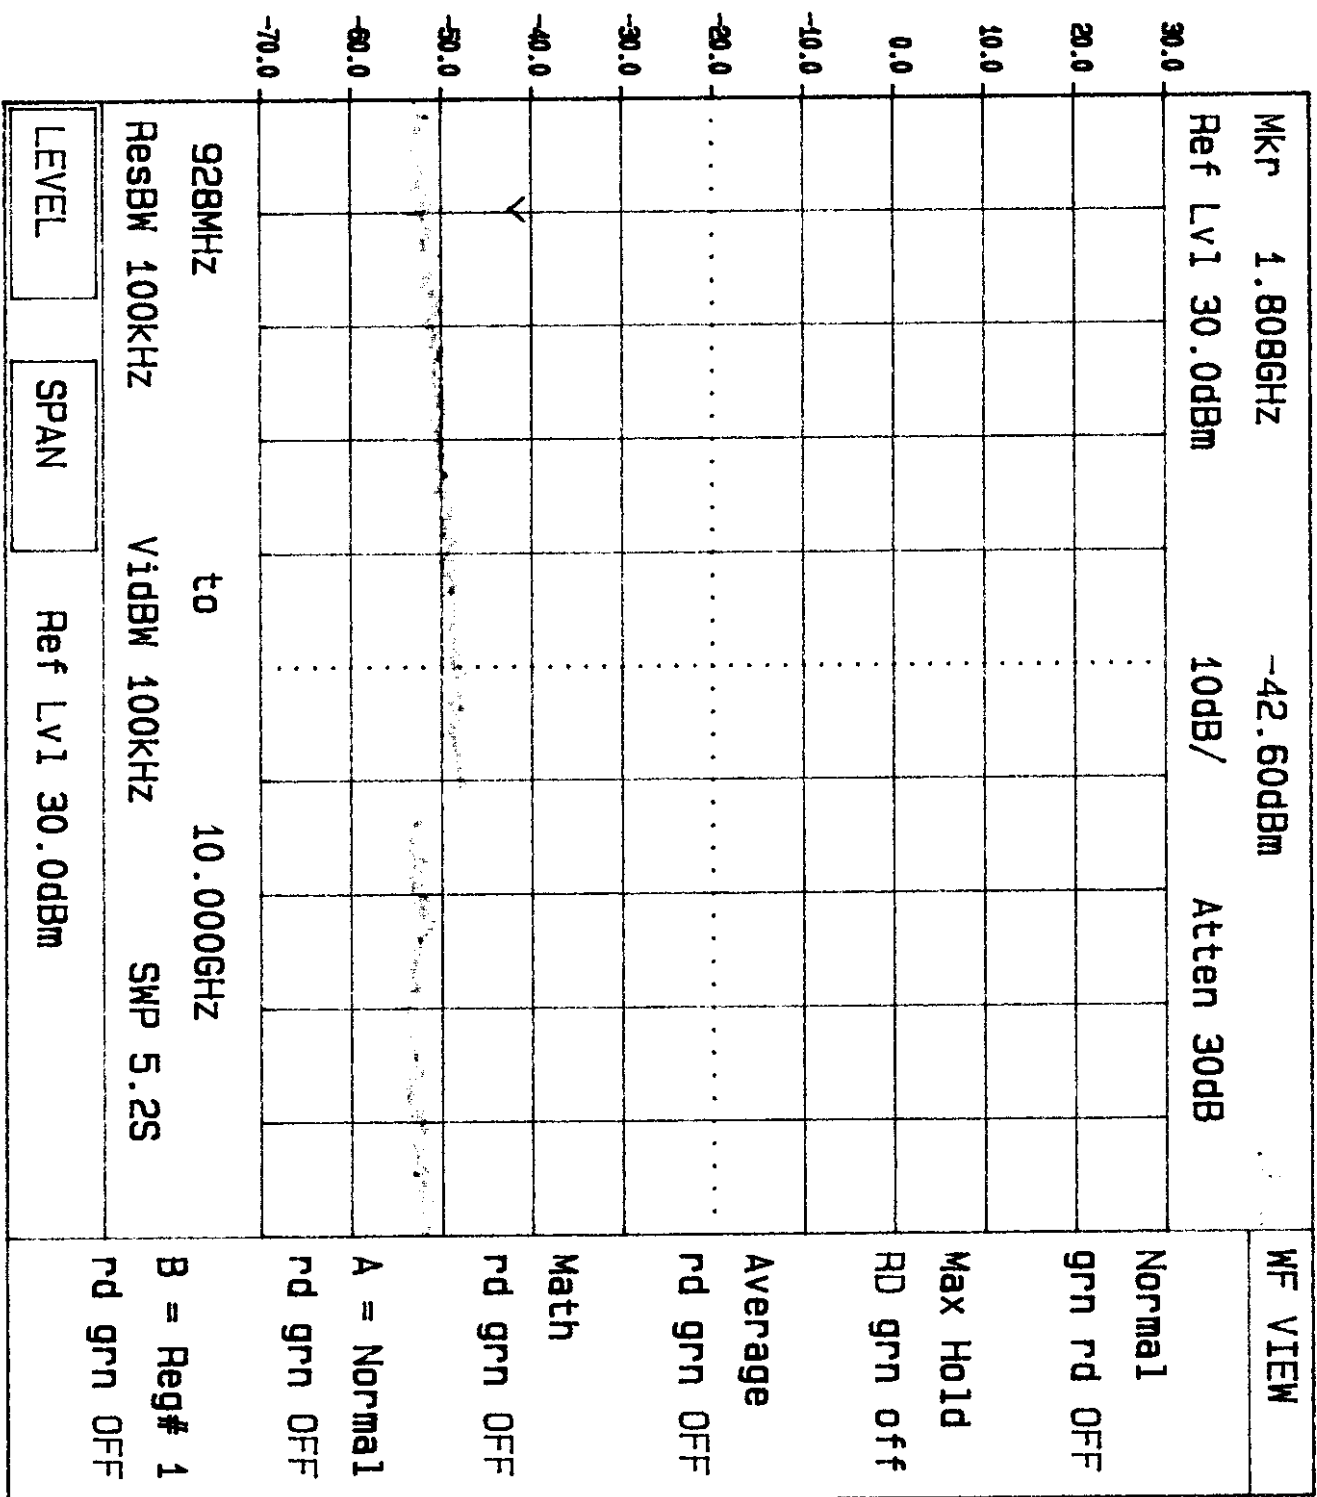 Mkr 1.808GHz -42.60dBm
Ref Lvl 30.0dBm 10dB/ Atten 30dB
30.0
20.0
10.0
0.0
-10.0
-20.0
-30.0
-40.0
-50.0
-60.0
-70.0
928MHz to 10.000GHz
ResBW 100kHz VidBW 100kHz SWP 5.2S
LEVEL SPAN Ref Lvl 30.0dBm
WF VIEW
Normal
grn rd OFF
Max Hold
RD grn off
Average
rd grn OFF
Math
rd grn OFF
A = Normal
rd grn OFF
B = Reg# 1
rd grn OFF